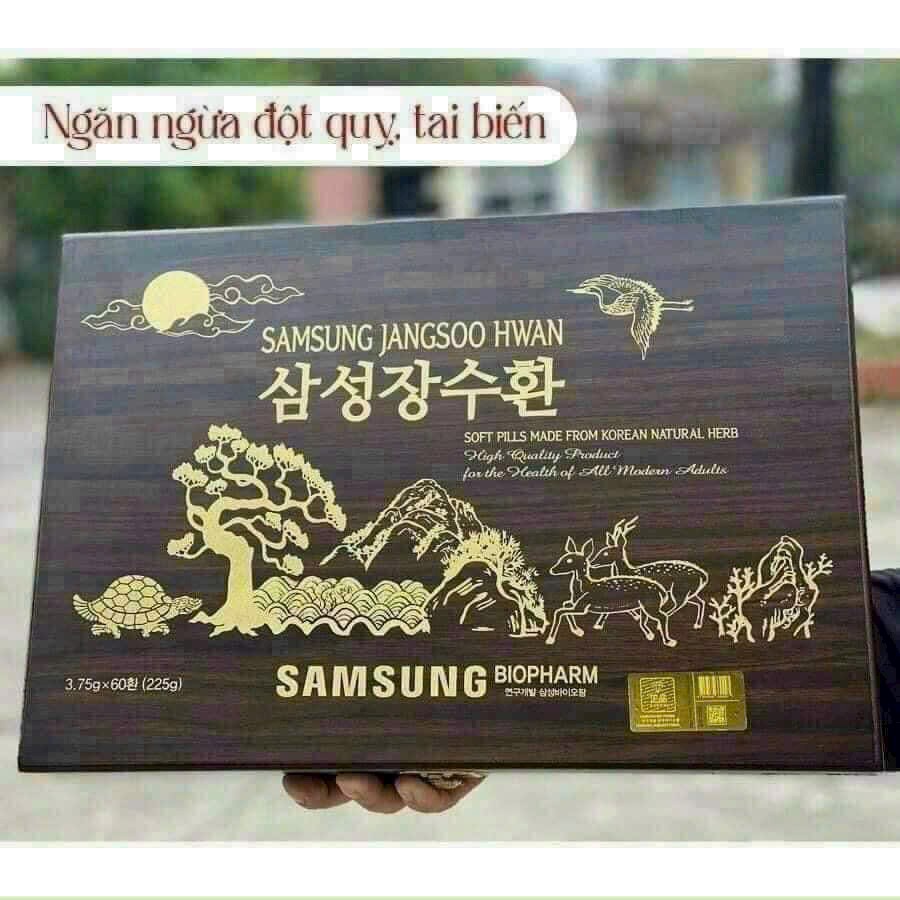 Ngăn ngừa đột quỵ, tai biến
SAMSUNG JANGSOO HWAN
삼성장수환
SOFT PILLS MADE FROM KOREAN NATURAL HERB
High Quality Product
for the Health of All Modern Adults
3.75g×60환 (225g)
SAMSUNG BIOPHARM
연구개발 삼성바이오팜